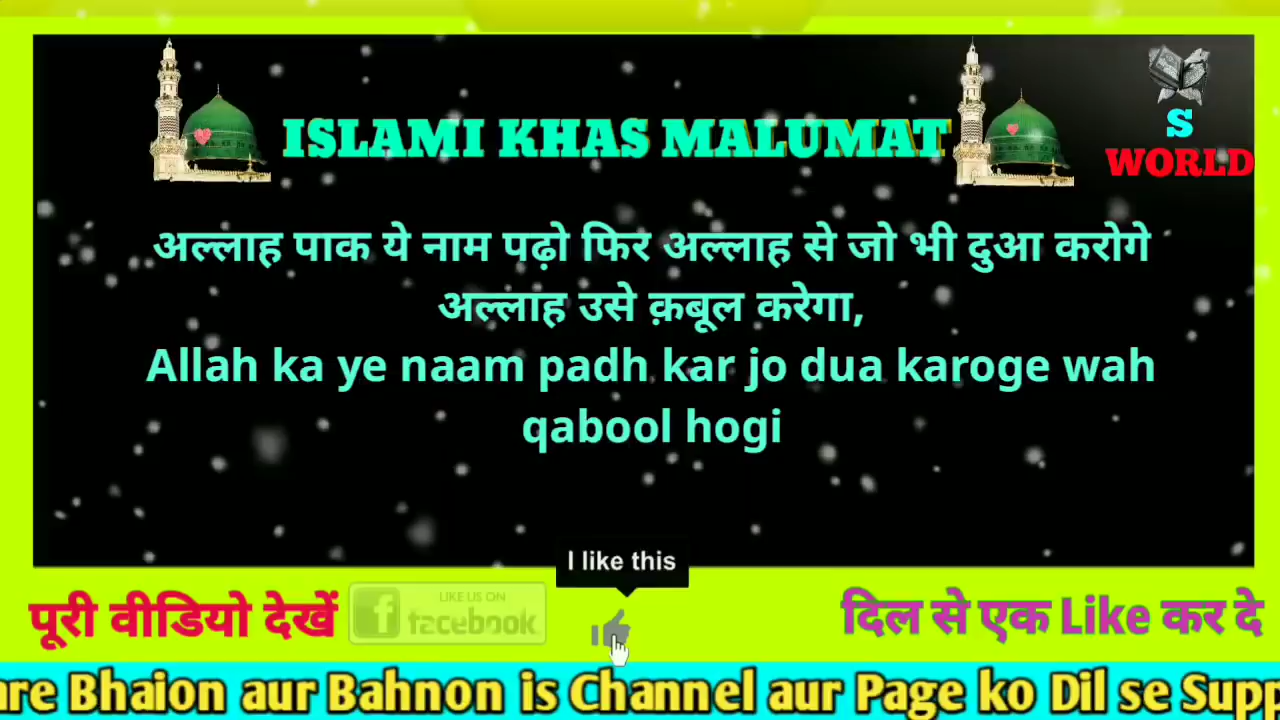 ISLAMI KHAS MALUMAT
S
WORLD
अल्लाह पाक ये नाम पढ़ो फिर अल्लाह से जो भी दुआ करोगे
अल्लाह उसे क़बूल करेगा,
Allah ka ye naam padh kar jo dua karoge wah
qabool hogi
I like this
पूरी वीडियो देखें
LIKE US ON
f facebook
दिल से एक Like कर दे
are Bhaion aur Bahnon is Channel aur Page ko Dil se Supp